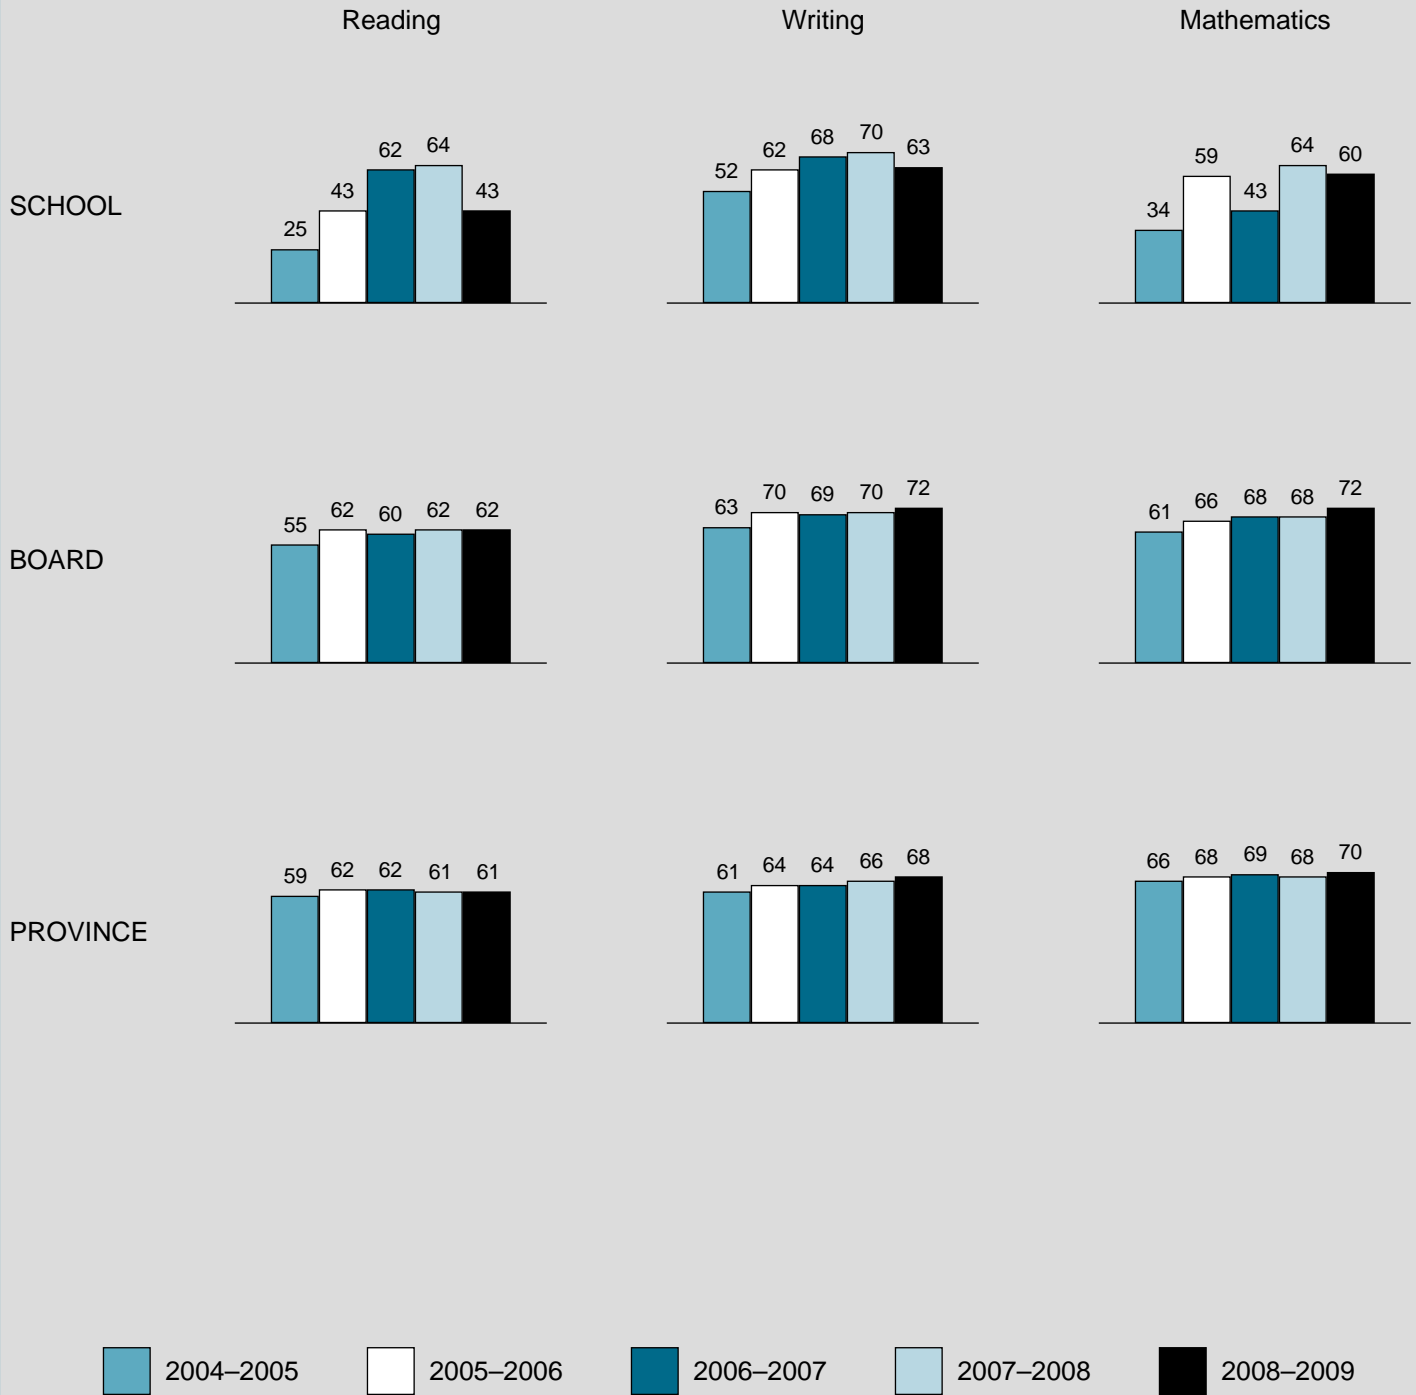 Reading Writing Mathematics
SCHOOL
25 43 62 64 43
52 62 68 70 63
34 59 43 64 60
BOARD
55 62 60 62 62
63 70 69 70 72
61 66 68 68 72
PROVINCE
59 62 62 61 61
61 64 64 66 68
66 68 69 68 70
2004–2005 2005–2006 2006–2007 2007–2008 2008–2009